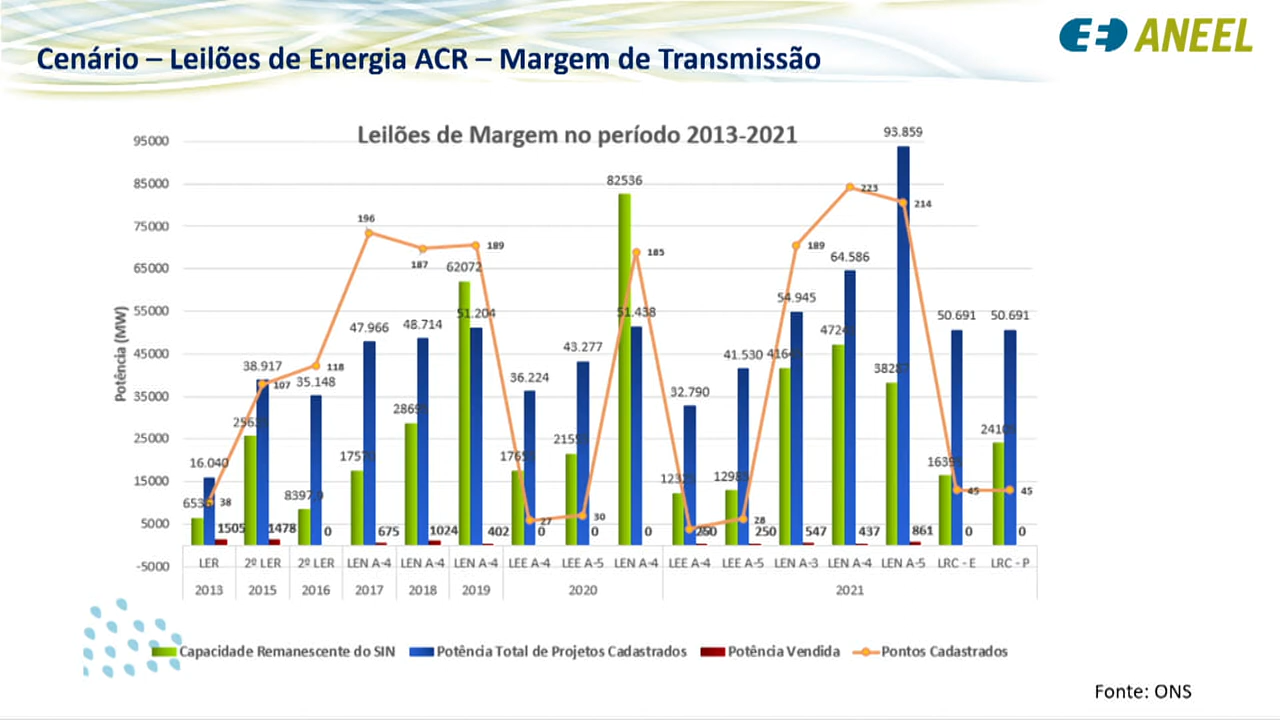 Cenário – Leilões de Energia ACR – Margem de Transmissão
ANEEL
Leilões de Margem no período 2013-2021
Potência (MW)
95000
85000
75000
65000
55000
45000
35000
25000
15000
5000
-5000
93.859
82536
223
214
196
187
189
62072
185
189
64.586
54.945
51.204
51.438
47.966
48.714
50.691
50.691
38.917
107
118
35.148
36.224
43.277
32.790
41.530
16.040
38
27
30
28
45
45
1505
1478
0
675
1024
402
0
0
0
250
250
547
437
861
0
0
LER
2º LER
2º LER
LEN A-4
LEN A-4
LEN A-4
LEE A-4
LEE A-5
LEN A-4
LEE A-4
LEE A-5
LEN A-3
LEN A-4
LEN A-5
LRC - E
LRC - P
2013
2015
2016
2017
2018
2019
2020
2021
Capacidade Remanescente do SIN
Potência Total de Projetos Cadastrados
Potência Vendida
Pontos Cadastrados
Fonte: ONS